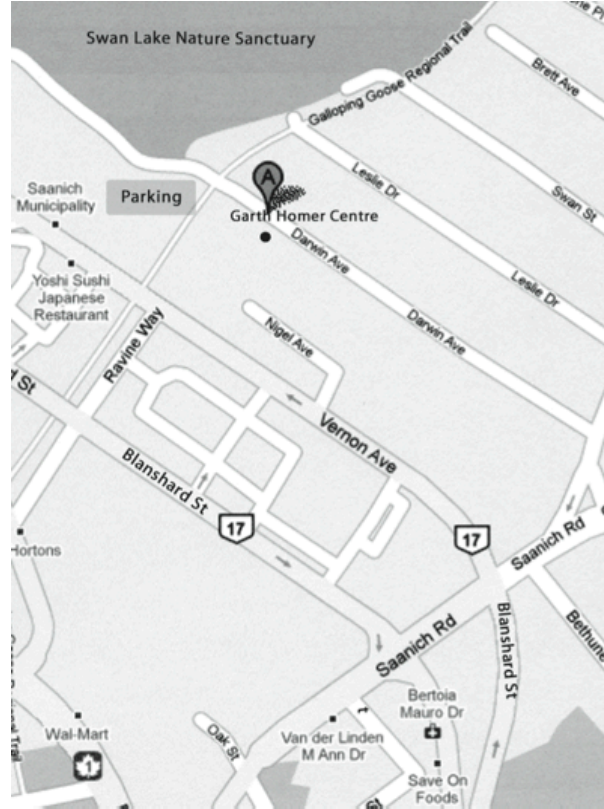 Swan Lake Nature Sanctuary
Brett Ave
Galloping Goose Regional Trail
Swan St
Leslie Dr
A
Saanich
Municipality
Parking
Garth Homer Centre
Darwin Ave
Leslie Dr
Yoshi Sushi
Japanese
Restaurant
Nigel Ave
Darwin Ave
Ravine Way
St
Vernon Ave
Blanshard St
17
17
Saanich Rd
Hortons
Saanich Rd
Blanshard St
Bertoia
Mauro Dr
Wal-Mart
Oak St
Van der Linden
M Ann Dr
1
Save On
Foods
Trail